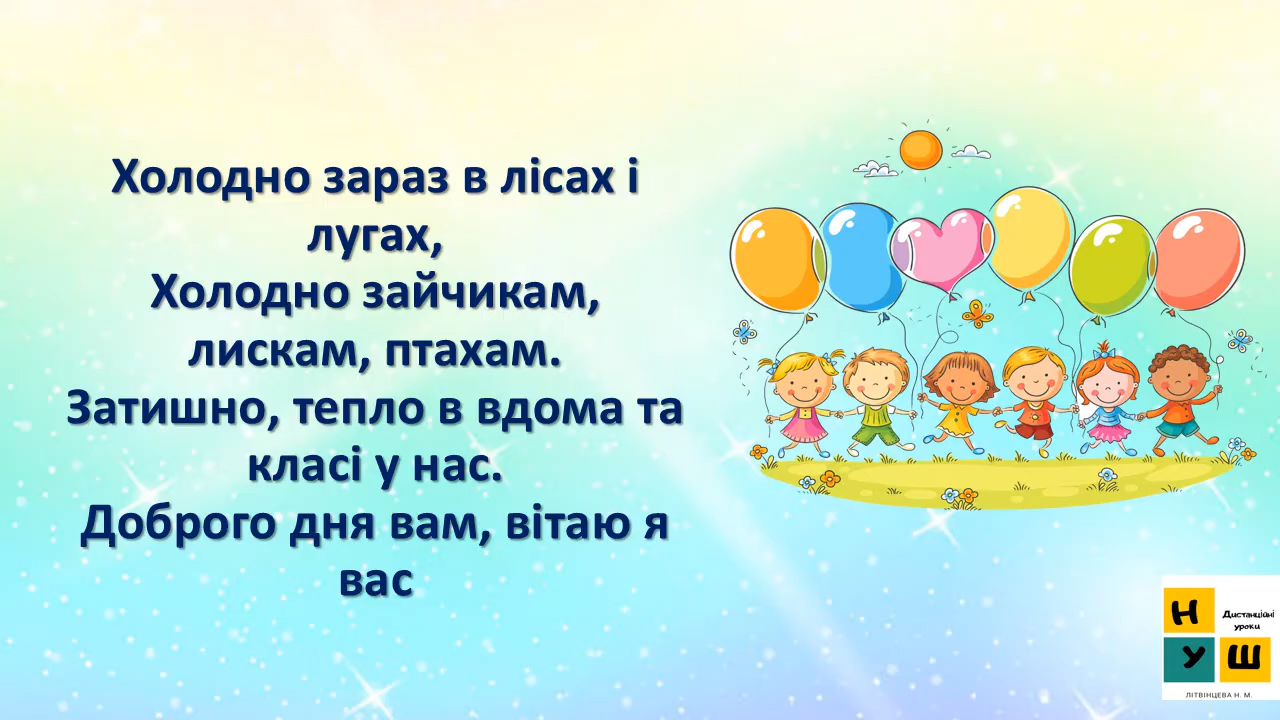 Холодно зараз в лісах і
лугах,
Холодно зайчикам,
лискам, птахам.
Затишно, тепло в вдома та
класі у нас.
Доброго дня вам, вітаю я
вас
Н
Дистанційні
уроки
У Ш
ЛІТВІНЦЕВА Н. М.